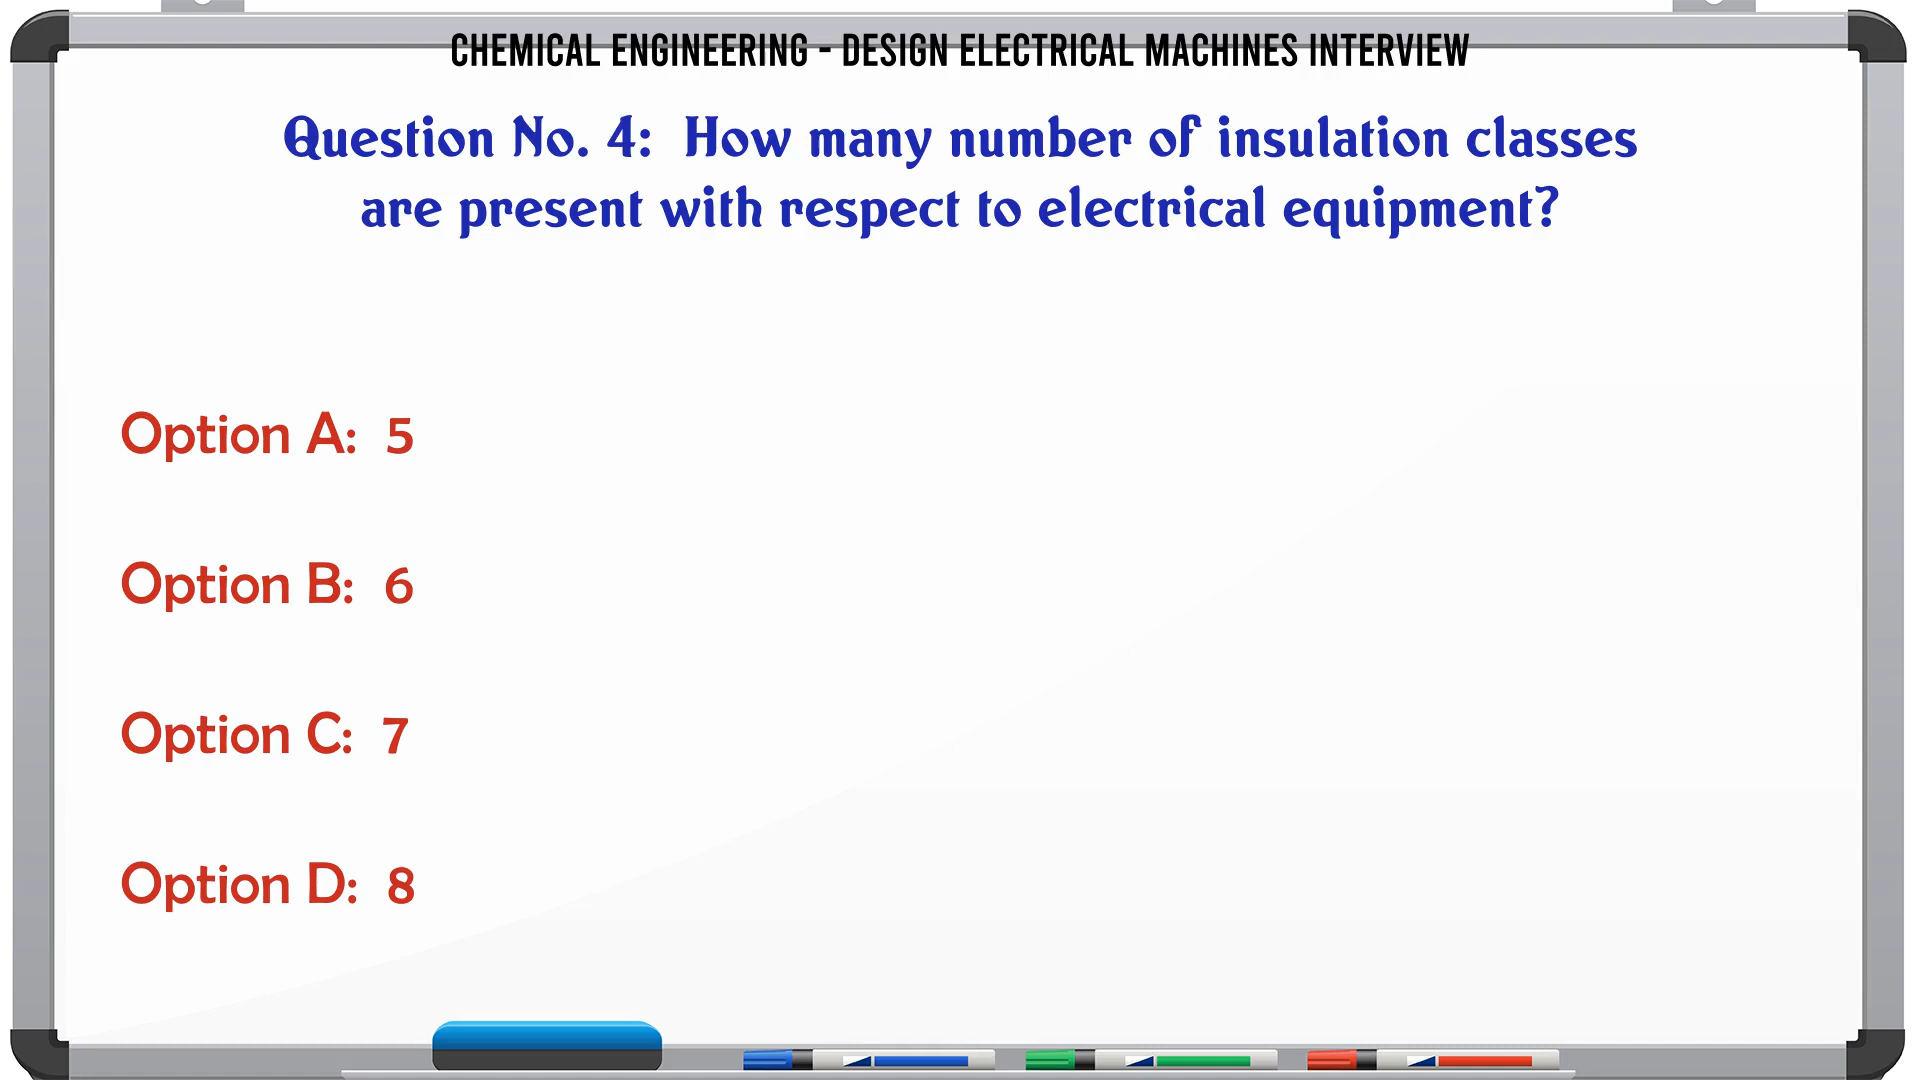 CHEMICAL ENGINEERING - DESIGN ELECTRICAL MACHINES INTERVIEW
Question No. 4: How many number of insulation classes
are present with respect to electrical equipment?
Option A: 5
Option B: 6
Option C: 7
Option D: 8